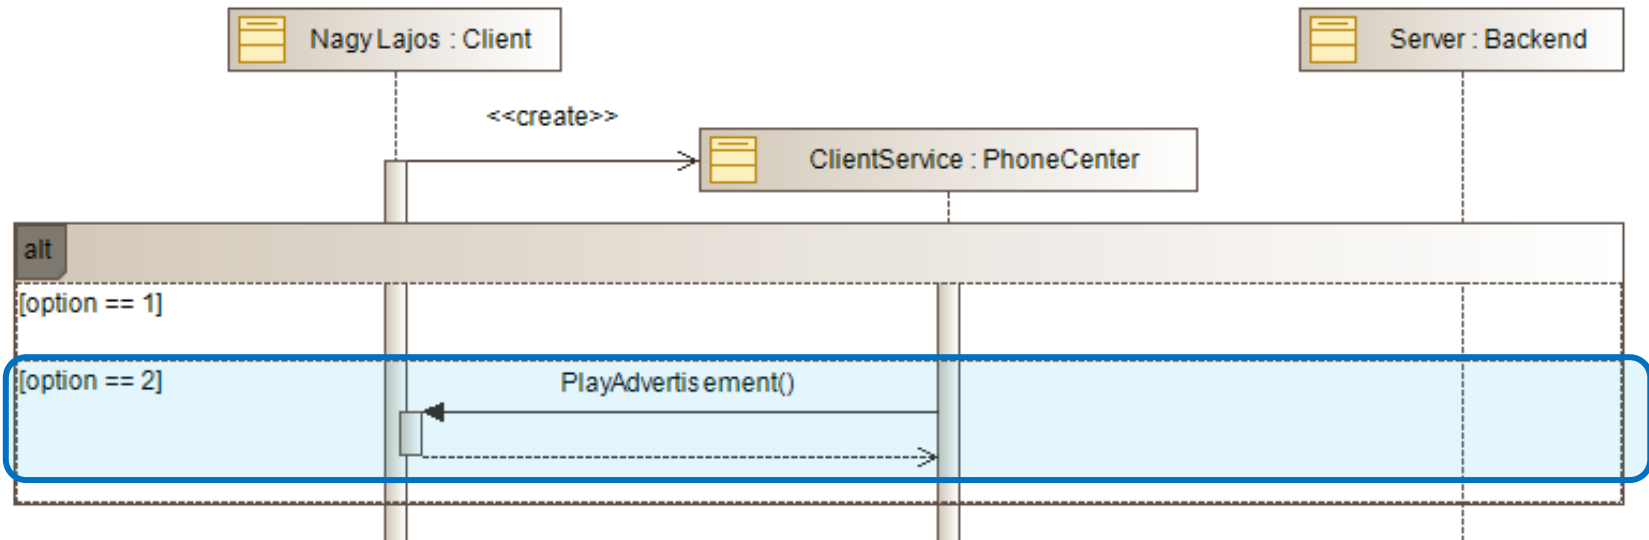 Nagy Lajos : Client
Server : Backend
<<create>>
ClientService : PhoneCenter
alt
[option == 1]
[option == 2]
PlayAdvertisement()